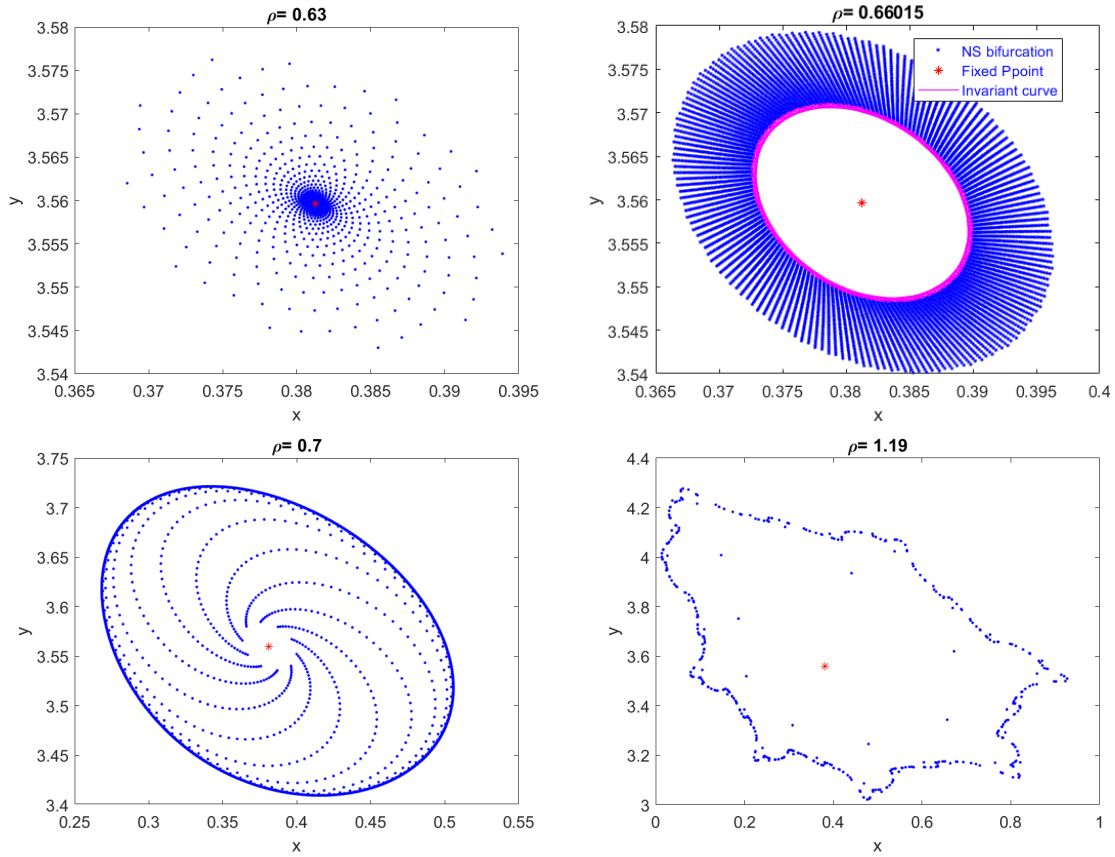 ρ= 0.63
3.58
3.575
3.57
3.565
3.56
3.555
3.55
3.545
3.54
y
0.365 0.37 0.375 0.38 0.385 0.39 0.395
x
ρ= 0.66015
3.58
3.575
3.57
3.565
3.56
3.555
3.55
3.545
3.54
y
NS bifurcation
Fixed Ppoint
Invariant curve
0.365 0.37 0.375 0.38 0.385 0.39 0.395 0.4
x
ρ= 0.7
3.75
3.7
3.65
3.6
3.55
3.5
3.45
3.4
y
0.25 0.3 0.35 0.4 0.45 0.5 0.55
x
ρ= 1.19
4.4
4.2
4
3.8
3.6
3.4
3.2
3
y
0 0.2 0.4 0.6 0.8 1
x